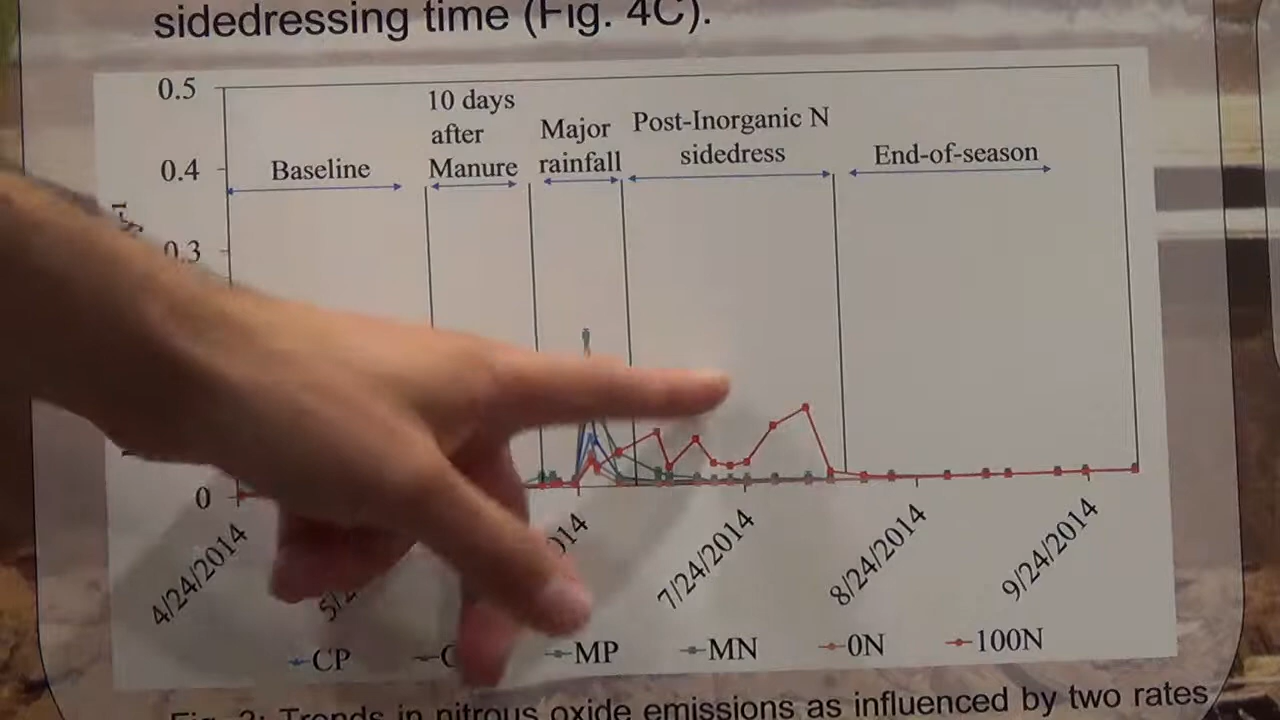 sidedressing time (Fig. 4C).
0.5
0.4
0.3
0
Baseline
10 days
after
Manure
Major
rainfall
Post-Inorganic N
sidedress
End-of-season
4/24/2014
7/24/2014
8/24/2014
9/24/2014
CP
MP
MN
0N
100N
Trends in nitrous oxide emissions as influenced by two rates